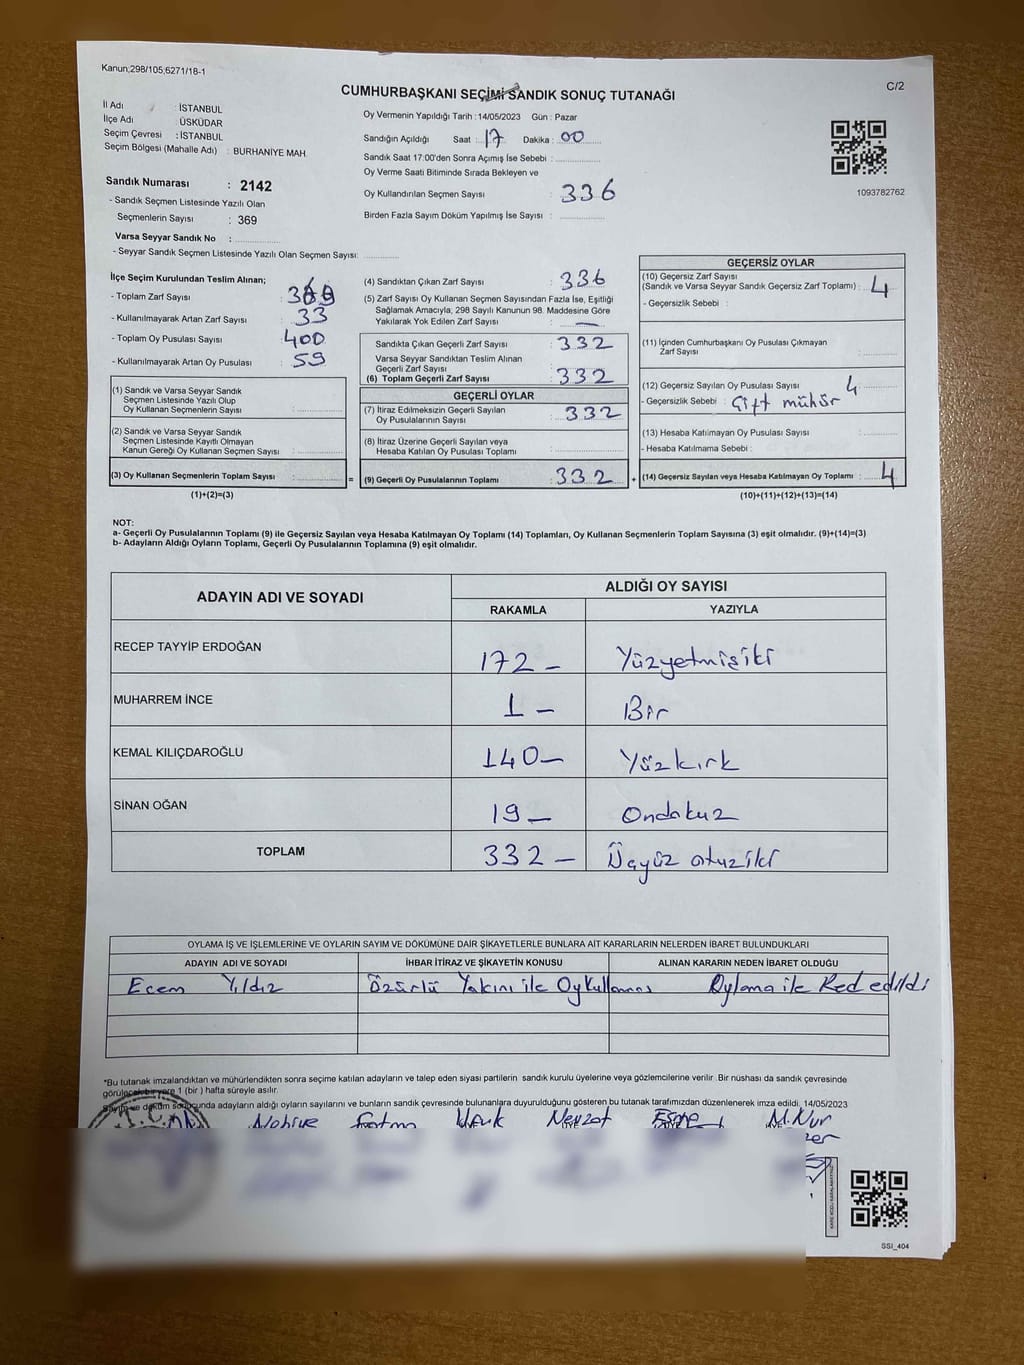 Kanun;298/105;6271/18-1
C/2
CUMHURBAŞKANI SEÇİMİ SANDIK SONUÇ TUTANAĞI
İl Adı : İSTANBUL
İlçe Adı : ÜSKÜDAR
Seçim Çevresi : İSTANBUL
Seçim Bölgesi (Mahalle Adı) : BURHANİYE MAH.
Sandık Numarası : 2142
- Sandık Seçmen Listesinde Yazılı Olan
Seçmenlerin Sayısı : 369
Varsa Seyyar Sandık No :
- Seyyar Sandık Seçmen Listesinde Yazılı Olan Seçmen Sayısı:
Oy Vermenin Yapıldığı Tarih : 14/05/2023 Gün : Pazar
Sandığın Açıldığı Saat : 17 Dakika : 00
Sandık Saat 17:00'den Sonra Açımış İse Sebebi :
Oy Verme Saati Bitiminde Sırada Bekleyen ve
Oy Kullandırılan Seçmen Sayısı : 336
Birden Fazla Sayım Döküm Yapılmış İse Sayısı :
1093782762
İlçe Seçim Kurulundan Teslim Alınan;
- Toplam Zarf Sayısı :
- Kullanılmayarak Artan Zarf Sayısı : 33
- Toplam Oy Pusulası Sayısı : 400
- Kullanılmayarak Artan Oy Pusulası : 59
(1) Sandık ve Varsa Seyyar Sandık
Seçmen Listesinde Yazılı Olup
Oy Kullanan Seçmenlerin Sayısı :
(2) Sandık ve Varsa Seyyar Sandık
Seçmen Listesinde Kayıtlı Olmayan
Kanun Gereği Oy Kullanan Seçmen Sayısı :
(3) Oy Kullanan Seçmenlerin Toplam Sayısı :
(1)+(2)=(3)
(4) Sandıktan Çıkan Zarf Sayısı : 336
(5) Zarf Sayısı Oy Kullanan Seçmen Sayısından Fazla İse, Eşitliği
Sağlamak Amacıyla, 298 Sayılı Kanunun 98. Maddesine Göre
Yakılarak Yok Edilen Zarf Sayısı : —
Sandıkta Çıkan Geçerli Zarf Sayısı : 332
Varsa Seyyar Sandıktan Teslim Alınan
Geçerli Zarf Sayısı :
(6) Toplam Geçerli Zarf Sayısı : 332
GEÇERLİ OYLAR
(7) İtiraz Edilmeksizin Geçerli Sayılan
Oy Pusulalarının Sayısı : 332
(8) İtiraz Üzerine Geçerli Sayılan veya
Hesaba Katılan Oy Pusulaları Toplamı :
= (9) Geçerli Oy Pusulalarının Toplamı : 332
GEÇERSİZ OYLAR
(10) Geçersiz Zarf Sayısı
(Sandık ve Varsa Seyyar Sandık Geçersiz Zarf Toplamı) : 4
- Geçersizlik Sebebi :
(11) İçinden Cumhurbaşkanı Oy Pusulası Çıkmayan
Zarf Sayısı :
(12) Geçersiz Sayılan Oy Pusulası Sayısı : 4
- Geçersizlik Sebebi : Çift mühür
(13) Hesaba Katılmayan Oy Pusulası Sayısı :
- Hesaba Katılmama Sebebi :
+ (14) Geçersiz Sayılan veya Hesaba Katılmayan Oy Toplamı : 4
(10)+(11)+(12)+(13)=(14)
NOT:
a- Geçerli Oy Pusulalarının Toplamı (9) ile Geçersiz Sayılan veya Hesaba Katılmayan Oy Toplamı (14) Toplamları, Oy Kullanan Seçmenlerin Toplam Sayısına (3) eşit olmalıdır. (9)+(14)=(3)
b- Adayların Aldığı Oyların Toplamı, Geçerli Oy Pusulalarının Toplamına (9) eşit olmalıdır.
ADAYIN ADI VE SOYADI
ALDIĞI OY SAYISI
RAKAMLA YAZIYLA
RECEP TAYYİP ERDOĞAN 172 – Yüzyetmişiki
MUHARREM İNCE 1 – Bir
KEMAL KILIÇDAROĞLU 140 – Yüzkırk
SİNAN OĞAN 19 – Ondokuz
TOPLAM 332 – Üçyüz otuziki
OYLAMA İŞ VE İŞLEMLERİNE VE OYLARIN SAYIM VE DÖKÜMÜNE DAİR ŞİKAYETLERLE BUNLARA AİT KARARLARIN NELERDEN İBARET BULUNDUKLARI
ADAYIN ADI VE SOYADI İHBAR İTİRAZ VE ŞİKAYETİN KONUSU ALINAN KARARIN NEDEN İBARET OLDUĞU
Ecem Yıldız Özürlü Yakını ile Oy Kullanması Oylama ile Red edildi
*Bu tutanak imzalandıktan ve mühürlendikten sonra seçime katılan adayların ve talep eden siyasi partilerin sandık kurulu üyelerine veya gözlemcilerine verilir. Bir nüshası da sandık çevresinde
görülecek bir yere 1 (bir ) hafta süreyle asılır.
Sayım ve döküm sonucunda adayların aldığı oyların sayılarını ve bunların sandık çevresinde bulunanlara duyurulduğunu gösteren bu tutanak tarafımızdan düzenlenerek imza edildi. 14/05/2023
T.C.
Fatma Nevzat M.Nur
SSI_404